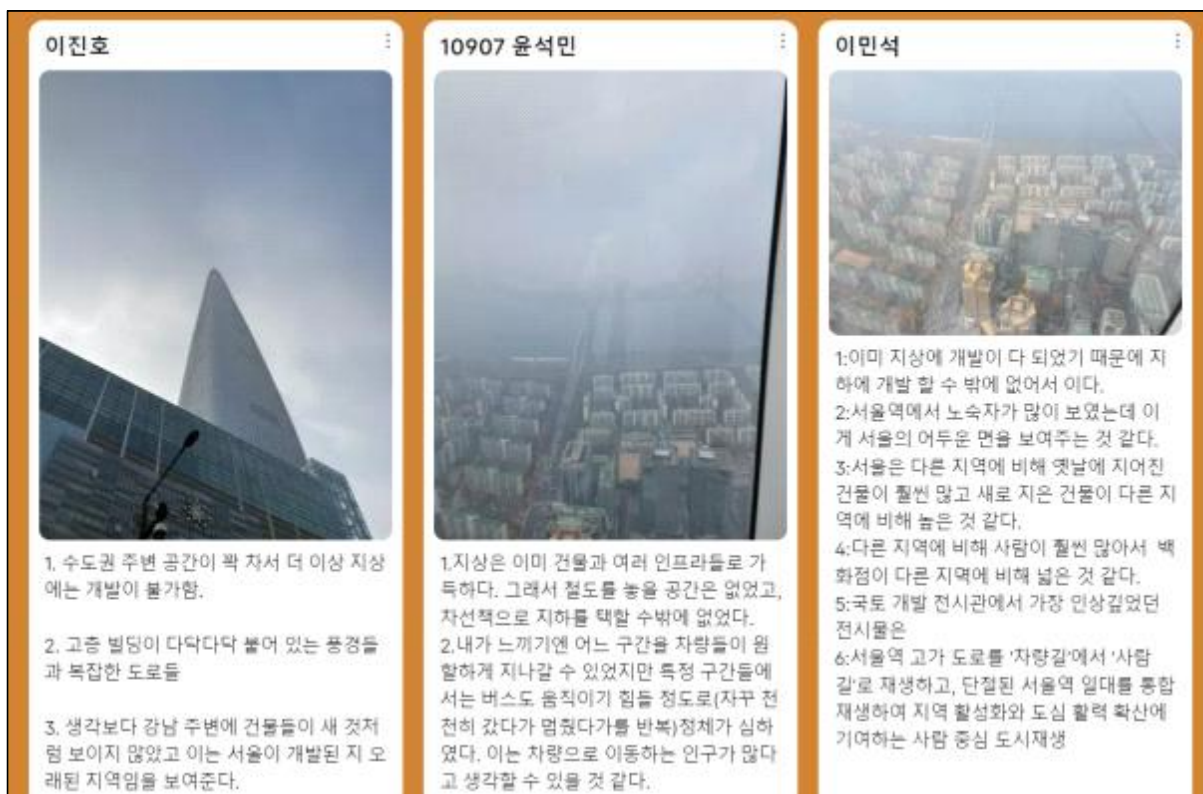 이진호
1. 수도권 주변 공간이 꽉 차서 더 이상 지상
에는 개발이 불가함.
2. 고층 빌딩이 다닥다닥 붙어 있는 풍경들
과 복잡한 도로들
3. 생각보다 강남 주변에 건물들이 새 것처
럼 보이지 않았고 이는 서울이 개발된 지 오
래된 지역임을 보여준다.
10907 윤석민
1.지상은 이미 건물과 여러 인프라들로 가
득하다. 그래서 철도를 놓을 공간은 없었고,
차선책으로 지하를 택할 수밖에 없었다.
2.내가 느끼기엔 어느 구간을 차량들이 원
할하게 지나갈 수 있었지만 특정 구간들에
서는 버스도 움직이기 힘들 정도로(자꾸 천
천히 갔다가 멈췄다가를 반복)정체가 심하
였다. 이는 차량으로 이동하는 인구가 많다
고 생각할 수 있을 것 같다.
이민석
1:이미 지상에 개발이 다 되었기 때문에 지
하에 개발 할 수 밖에 없어서 이다.
2:서울역에서 노숙자가 많이 보였는데 이
게 서울의 어두운 면을 보여주는 것 같다.
3:서울은 다른 지역에 비해 옛날에 지어진
건물이 훨씬 많고 새로 지은 건물이 다른 지
역에 비해 높은 것 같다.
4:다른 지역에 비해 사람이 훨씬 많아서 백
화점이 다른 지역에 비해 넓은 것 같다.
5:국토 개발 전시관에서 가장 인상깊었던
전시물은
6:서울역 고가 도로를 '차량길'에서 '사람
길'로 재생하고, 단절된 서울역 일대를 통합
재생하여 지역 활성화와 도심 활력 확산에
기여하는 사람 중심 도시재생